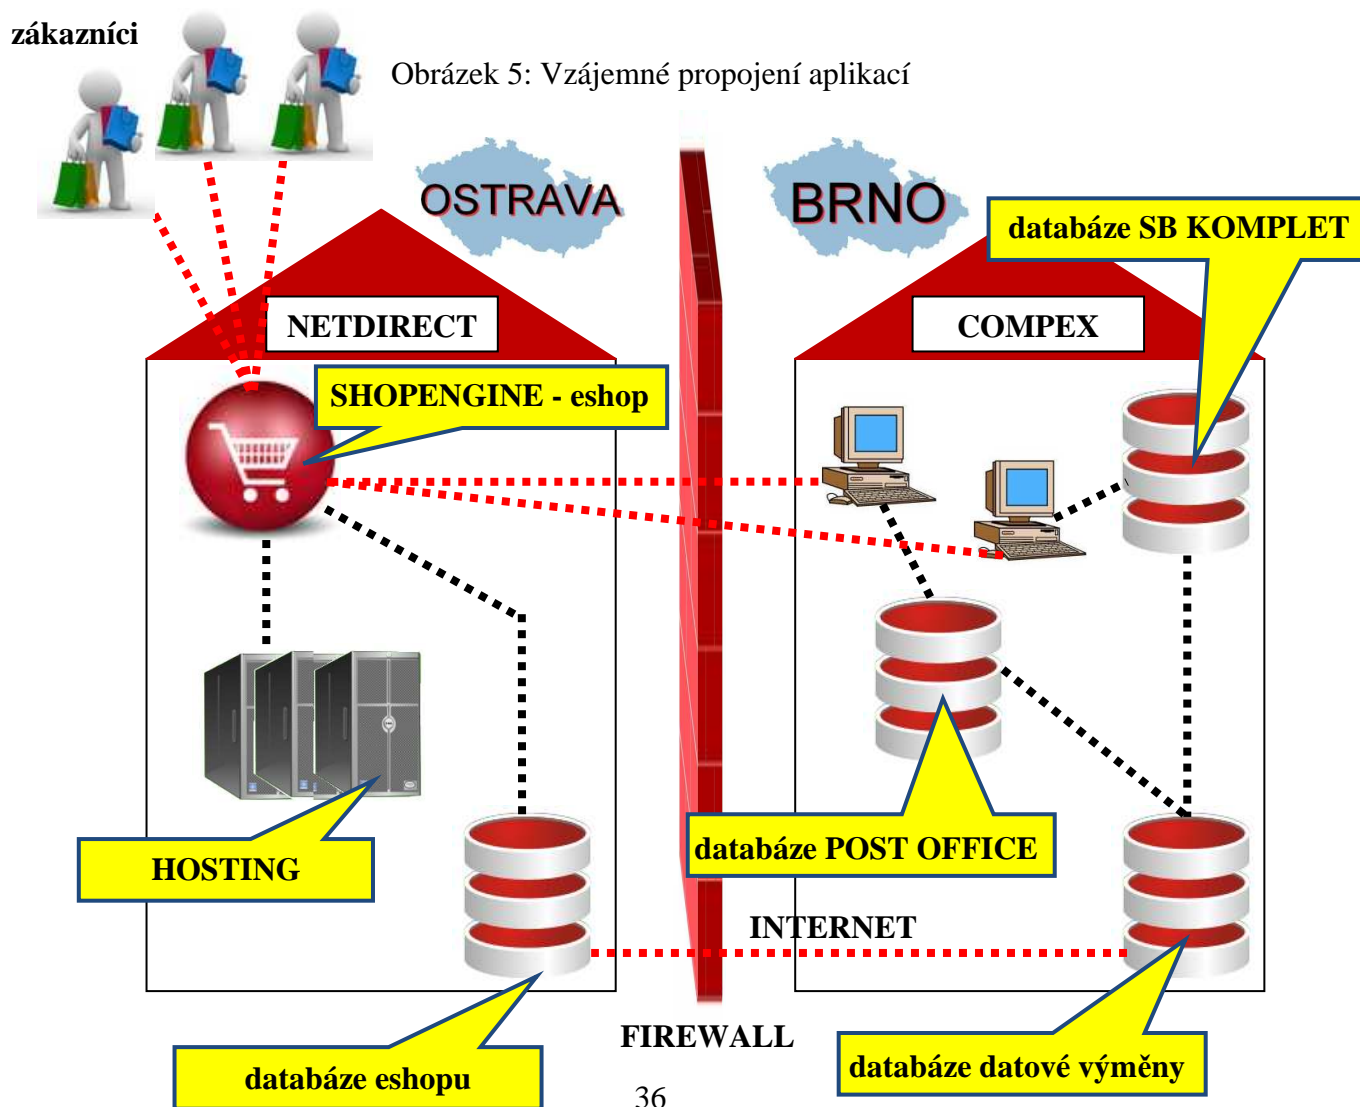 zákazníci
Obrázek 5: Vzájemné propojení aplikací
OSTRAVA
BRNO
databáze SB KOMPLET
NETDIRECT
COMPEX
SHOPENGINE - eshop
HOSTING
databáze POST OFFICE
INTERNET
FIREWALL
databáze eshopu
databáze datové výměny
36